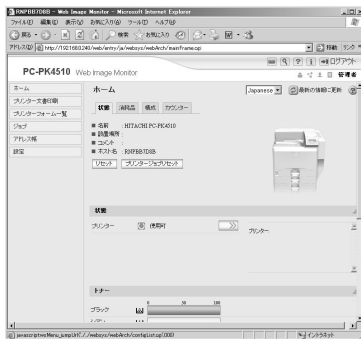 RNPBB7D8B - Web Image Monitor - Microsoft Internet Explorer
ファイル(F) 編集(E) 表示(V) お気に入り(A) ツール(T) ヘルプ(H)
戻る 検索 お気に入り
アドレス(D) http://192.168.0.240/web/entry/ja/websys/webArch/mainFrame.cgi 移動 リンク
? i ログアウト
PC-PK4510 Web Image Monitor 管理者
ホーム
プリンター文書印刷
プリンターフォーム一覧
ジョブ
アドレス帳
設定
ホーム Japanese 最新の情報に更新
状態 消耗品 構成 カウンター
■ 名前 : HITACHI PC-PK4510
■ 設置場所 :
■ コメント :
■ ホスト名 : RNPBB7D8B
リセット プリンタージョブリセット
状態
プリンター 使用可 プリンター
トナー
0 50 100
ブラック
イントラネット